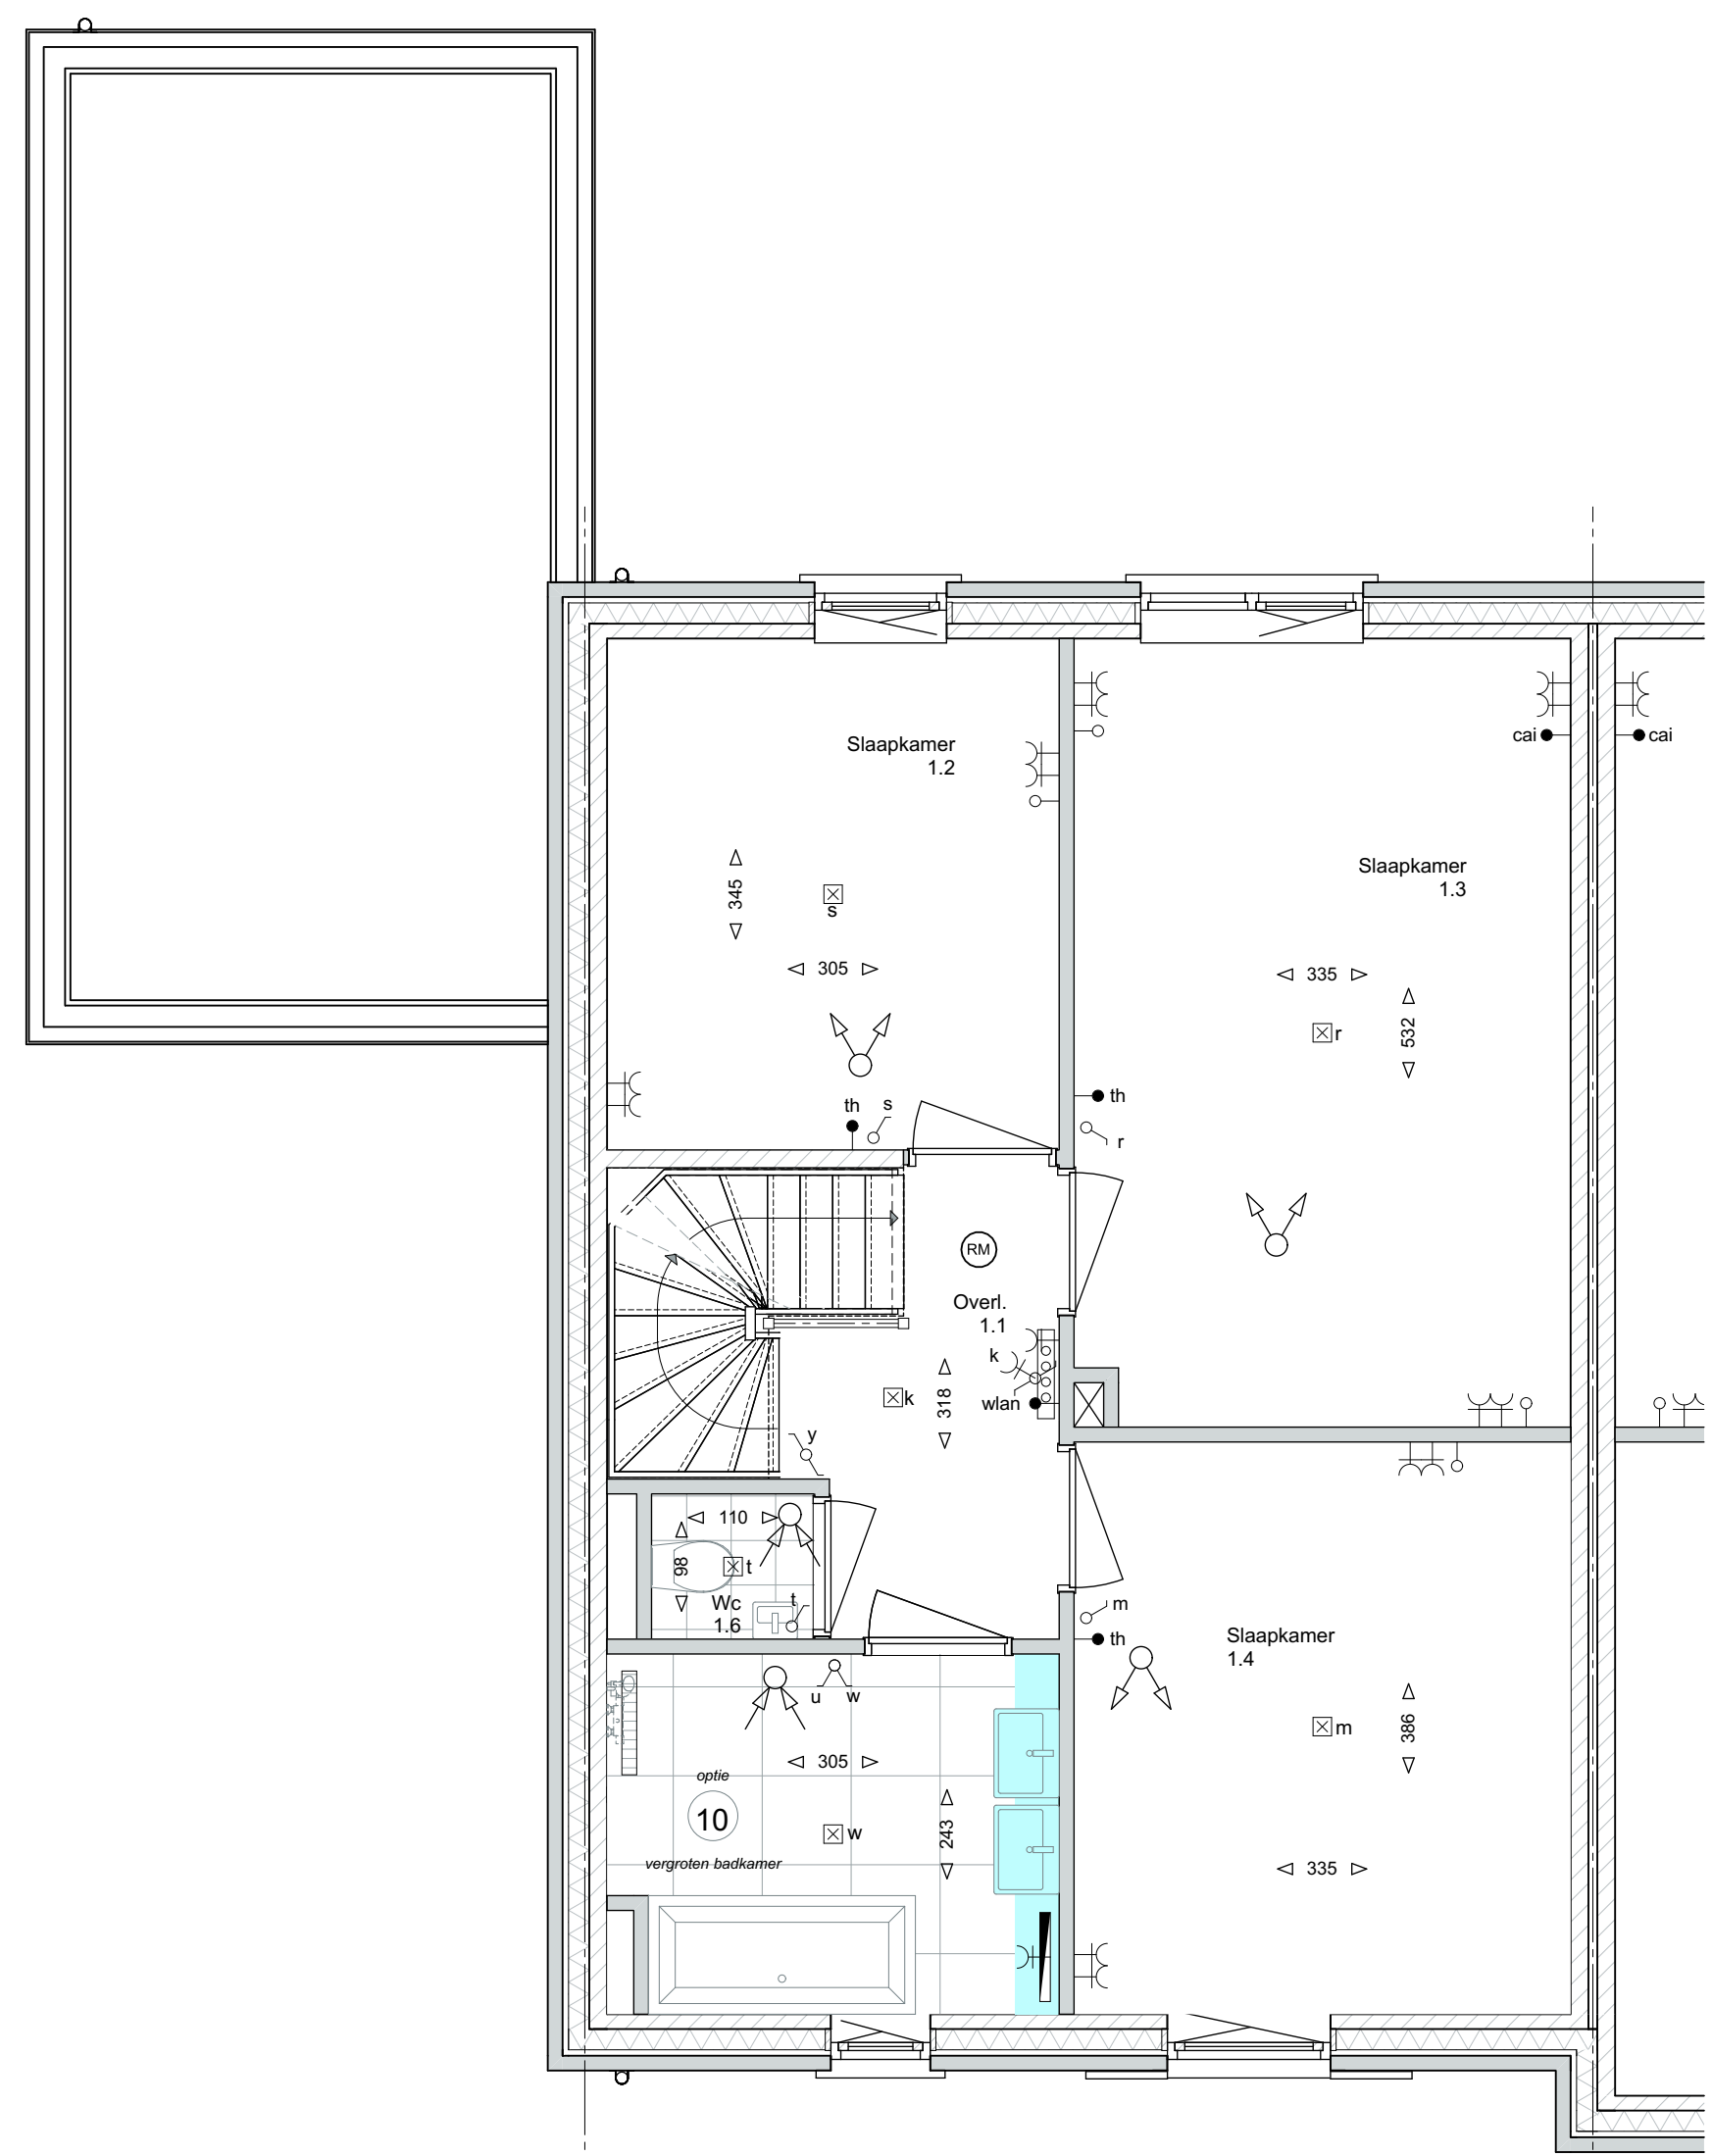 Slaapkamer
1.2
cai
cai
345
s
305
Slaapkamer
1.3
335
532
r
th
s
th
r
RM
Overl.
1.1
k
k
318
wlan
y
110
98
t
Wc
1.6
t
m
th
Slaapkamer
1.4
u
w
305
optie
10
vergroten badkamer
w
243
m
386
335